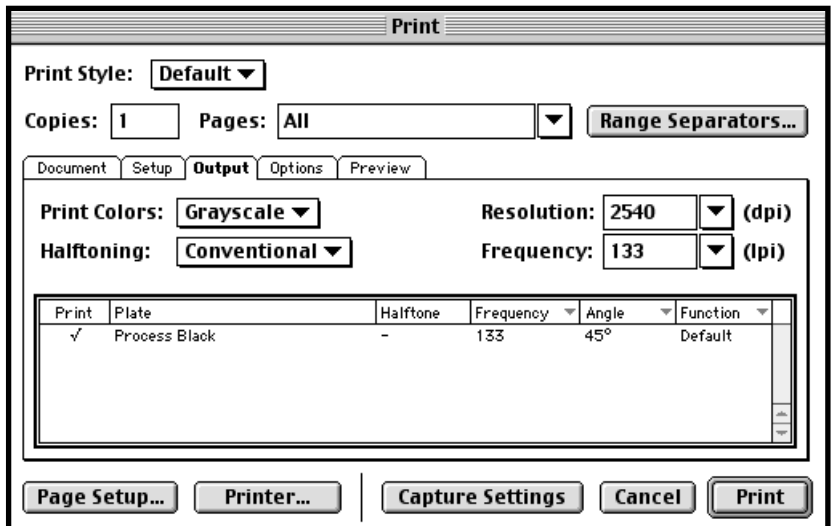 Print
Print Style: Default
Copies: 1 Pages: All Range Separators...
Document Setup Output Options Preview
Print Colors: Grayscale Resolution: 2540 (dpi)
Halftoning: Conventional Frequency: 133 (lpi)
Print Plate Halftone Frequency Angle Function
√ Process Black - 133 45° Default
Page Setup... Printer... Capture Settings Cancel Print